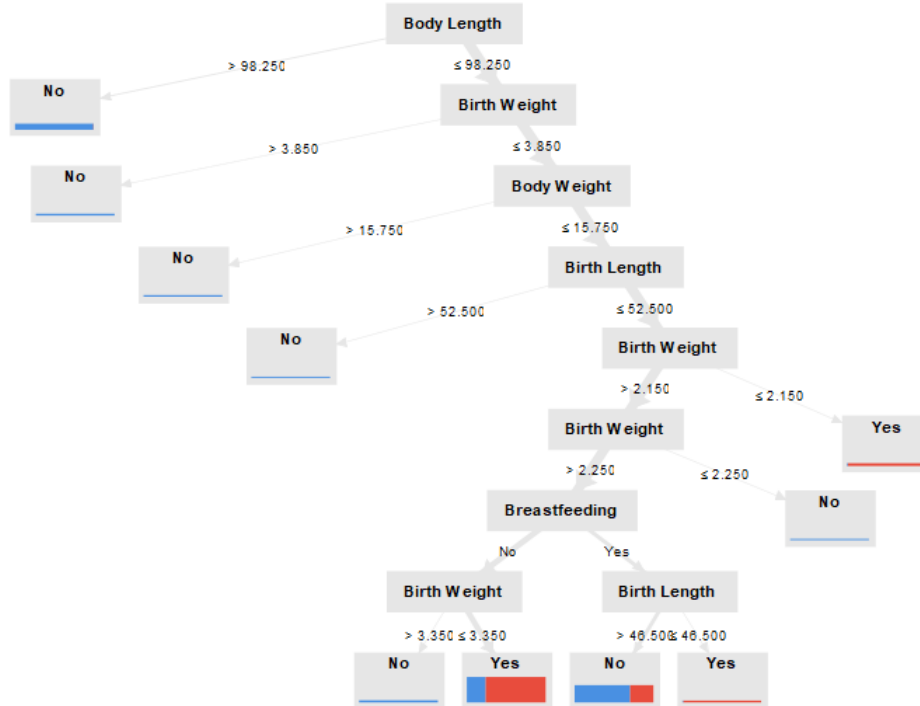 Body Length
> 98.250
≤ 98.250
No
Birth Weight
> 3.850
≤ 3.850
No
Body Weight
> 15.750
≤ 15.750
No
Birth Length
> 52.500
≤ 52.500
No
Birth Weight
> 2.150
≤ 2.150
Birth Weight
Yes
> 2.250
≤ 2.250
Breastfeeding
No
No
Yes
Birth Weight
Birth Length
> 3.350
≤ 3.350
> 46.500
≤ 46.500
No
Yes
No
Yes